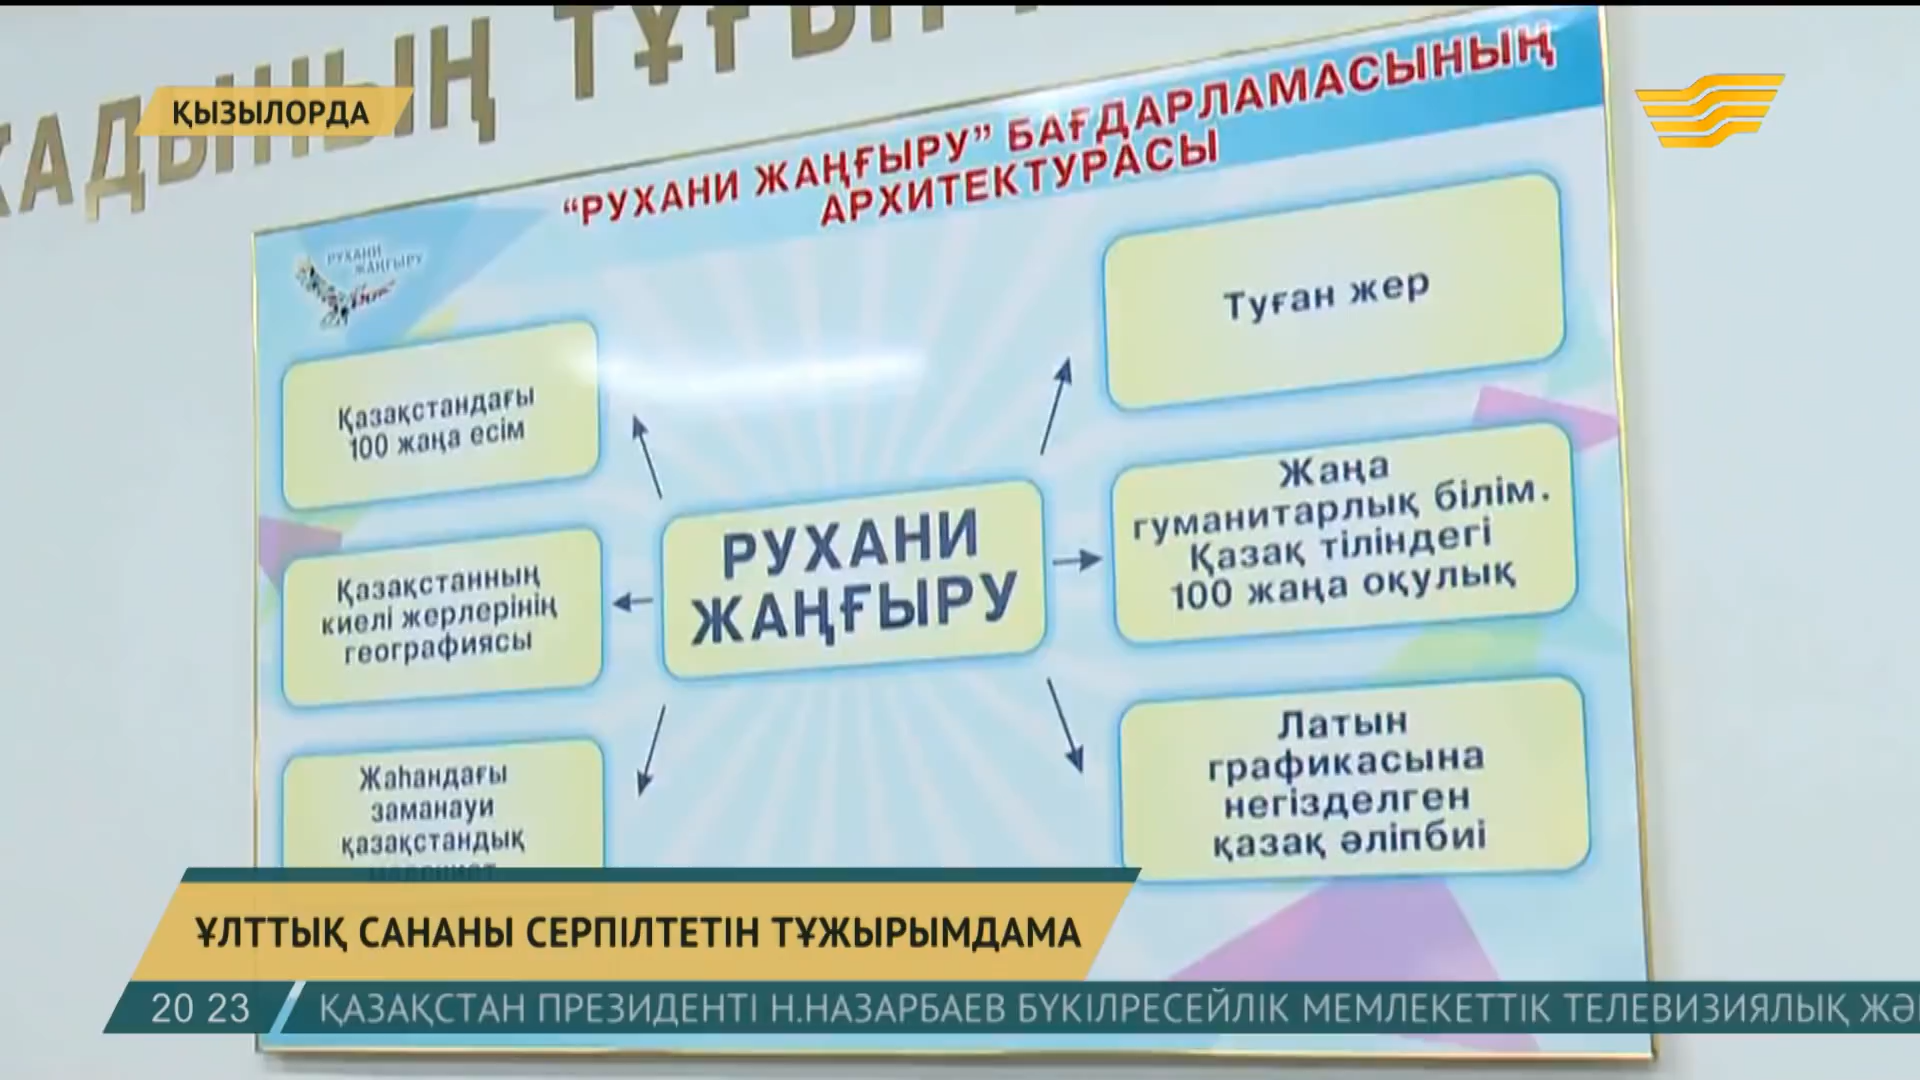 ҚЫЗЫЛОРДА
“РУХАНИ ЖАҢҒЫРУ” БАҒДАРЛАМАСЫНЫҢ
АРХИТЕКТУРАСЫ
РУХАНИ
ЖАҢҒЫРУ
Қазақстандағы
100 жаңа есім
Қазақстанның
киелі жерлерінің
географиясы
Жаһандағы
заманауи
қазақстандық
РУХАНИ
ЖАҢҒЫРУ
Туған жер
Жаңа
гуманитарлық білім.
Қазақ тіліндегі
100 жаңа оқулық
Латын
графикасына
негізделген
қазақ әліпбиі
ҰЛТТЫҚ САНАНЫ СЕРПІЛТЕТІН ТҰЖЫРЫМДАМА
20 23 ҚАЗАҚСТАН ПРЕЗИДЕНТІ Н.НАЗАРБАЕВ БҮКІЛРЕСЕЙЛІК МЕМЛЕКЕТТІК ТЕЛЕВИЗИЯЛЫҚ